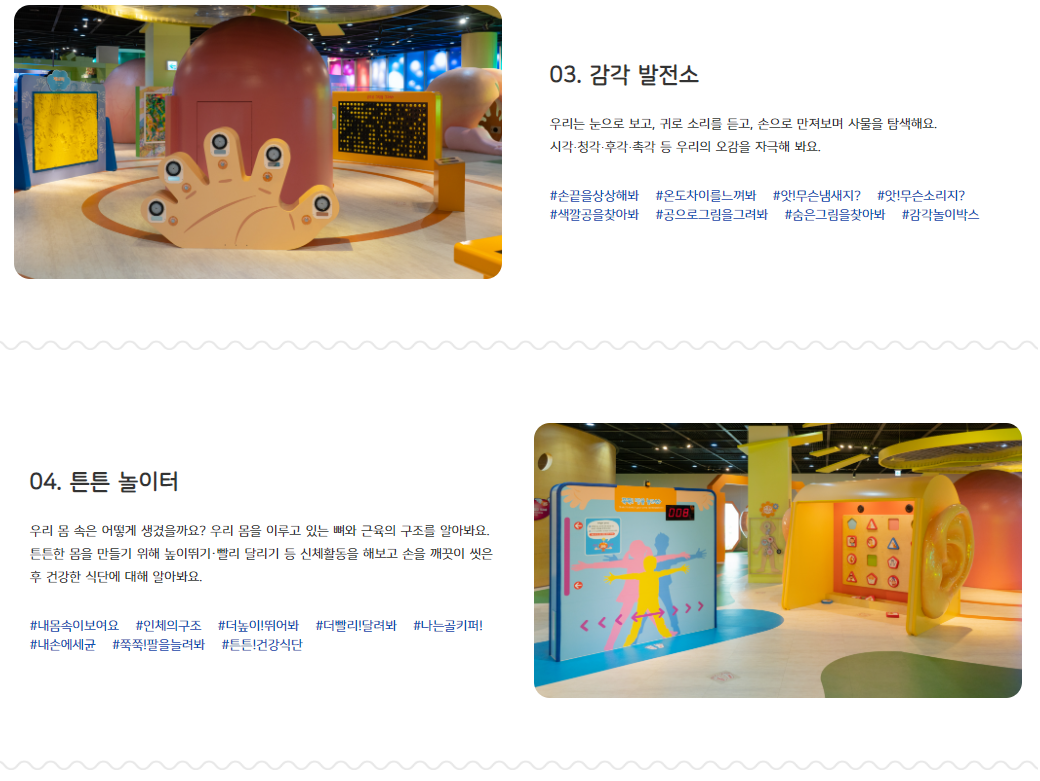 03. 감각 발전소
우리는 눈으로 보고, 귀로 소리를 듣고, 손으로 만져보며 사물을 탐색해요.
시각·청각·후각·촉각 등 우리의 오감을 자극해 봐요.
#손끝을상상해봐 #온도차이를느껴봐 #앗!무슨냄새지? #앗!무슨소리지?
#색깔공을찾아봐 #공으로그림을그려봐 #숨은그림을찾아봐 #감각놀이박스
04. 튼튼 놀이터
우리 몸 속은 어떻게 생겼을까요? 우리 몸을 이루고 있는 뼈와 근육의 구조를 알아봐요.
튼튼한 몸을 만들기 위해 높이뛰기·빨리 달리기 등 신체활동을 해보고 손을 깨끗이 씻은
후 건강한 식단에 대해 알아봐요.
#내몸속이보여요 #인체의구조 #더높이!뛰어봐 #더빨리!달려봐 #나는골키퍼!
#내손에세균 #쭉쭉!팔을늘려봐 #튼튼!건강식단
008